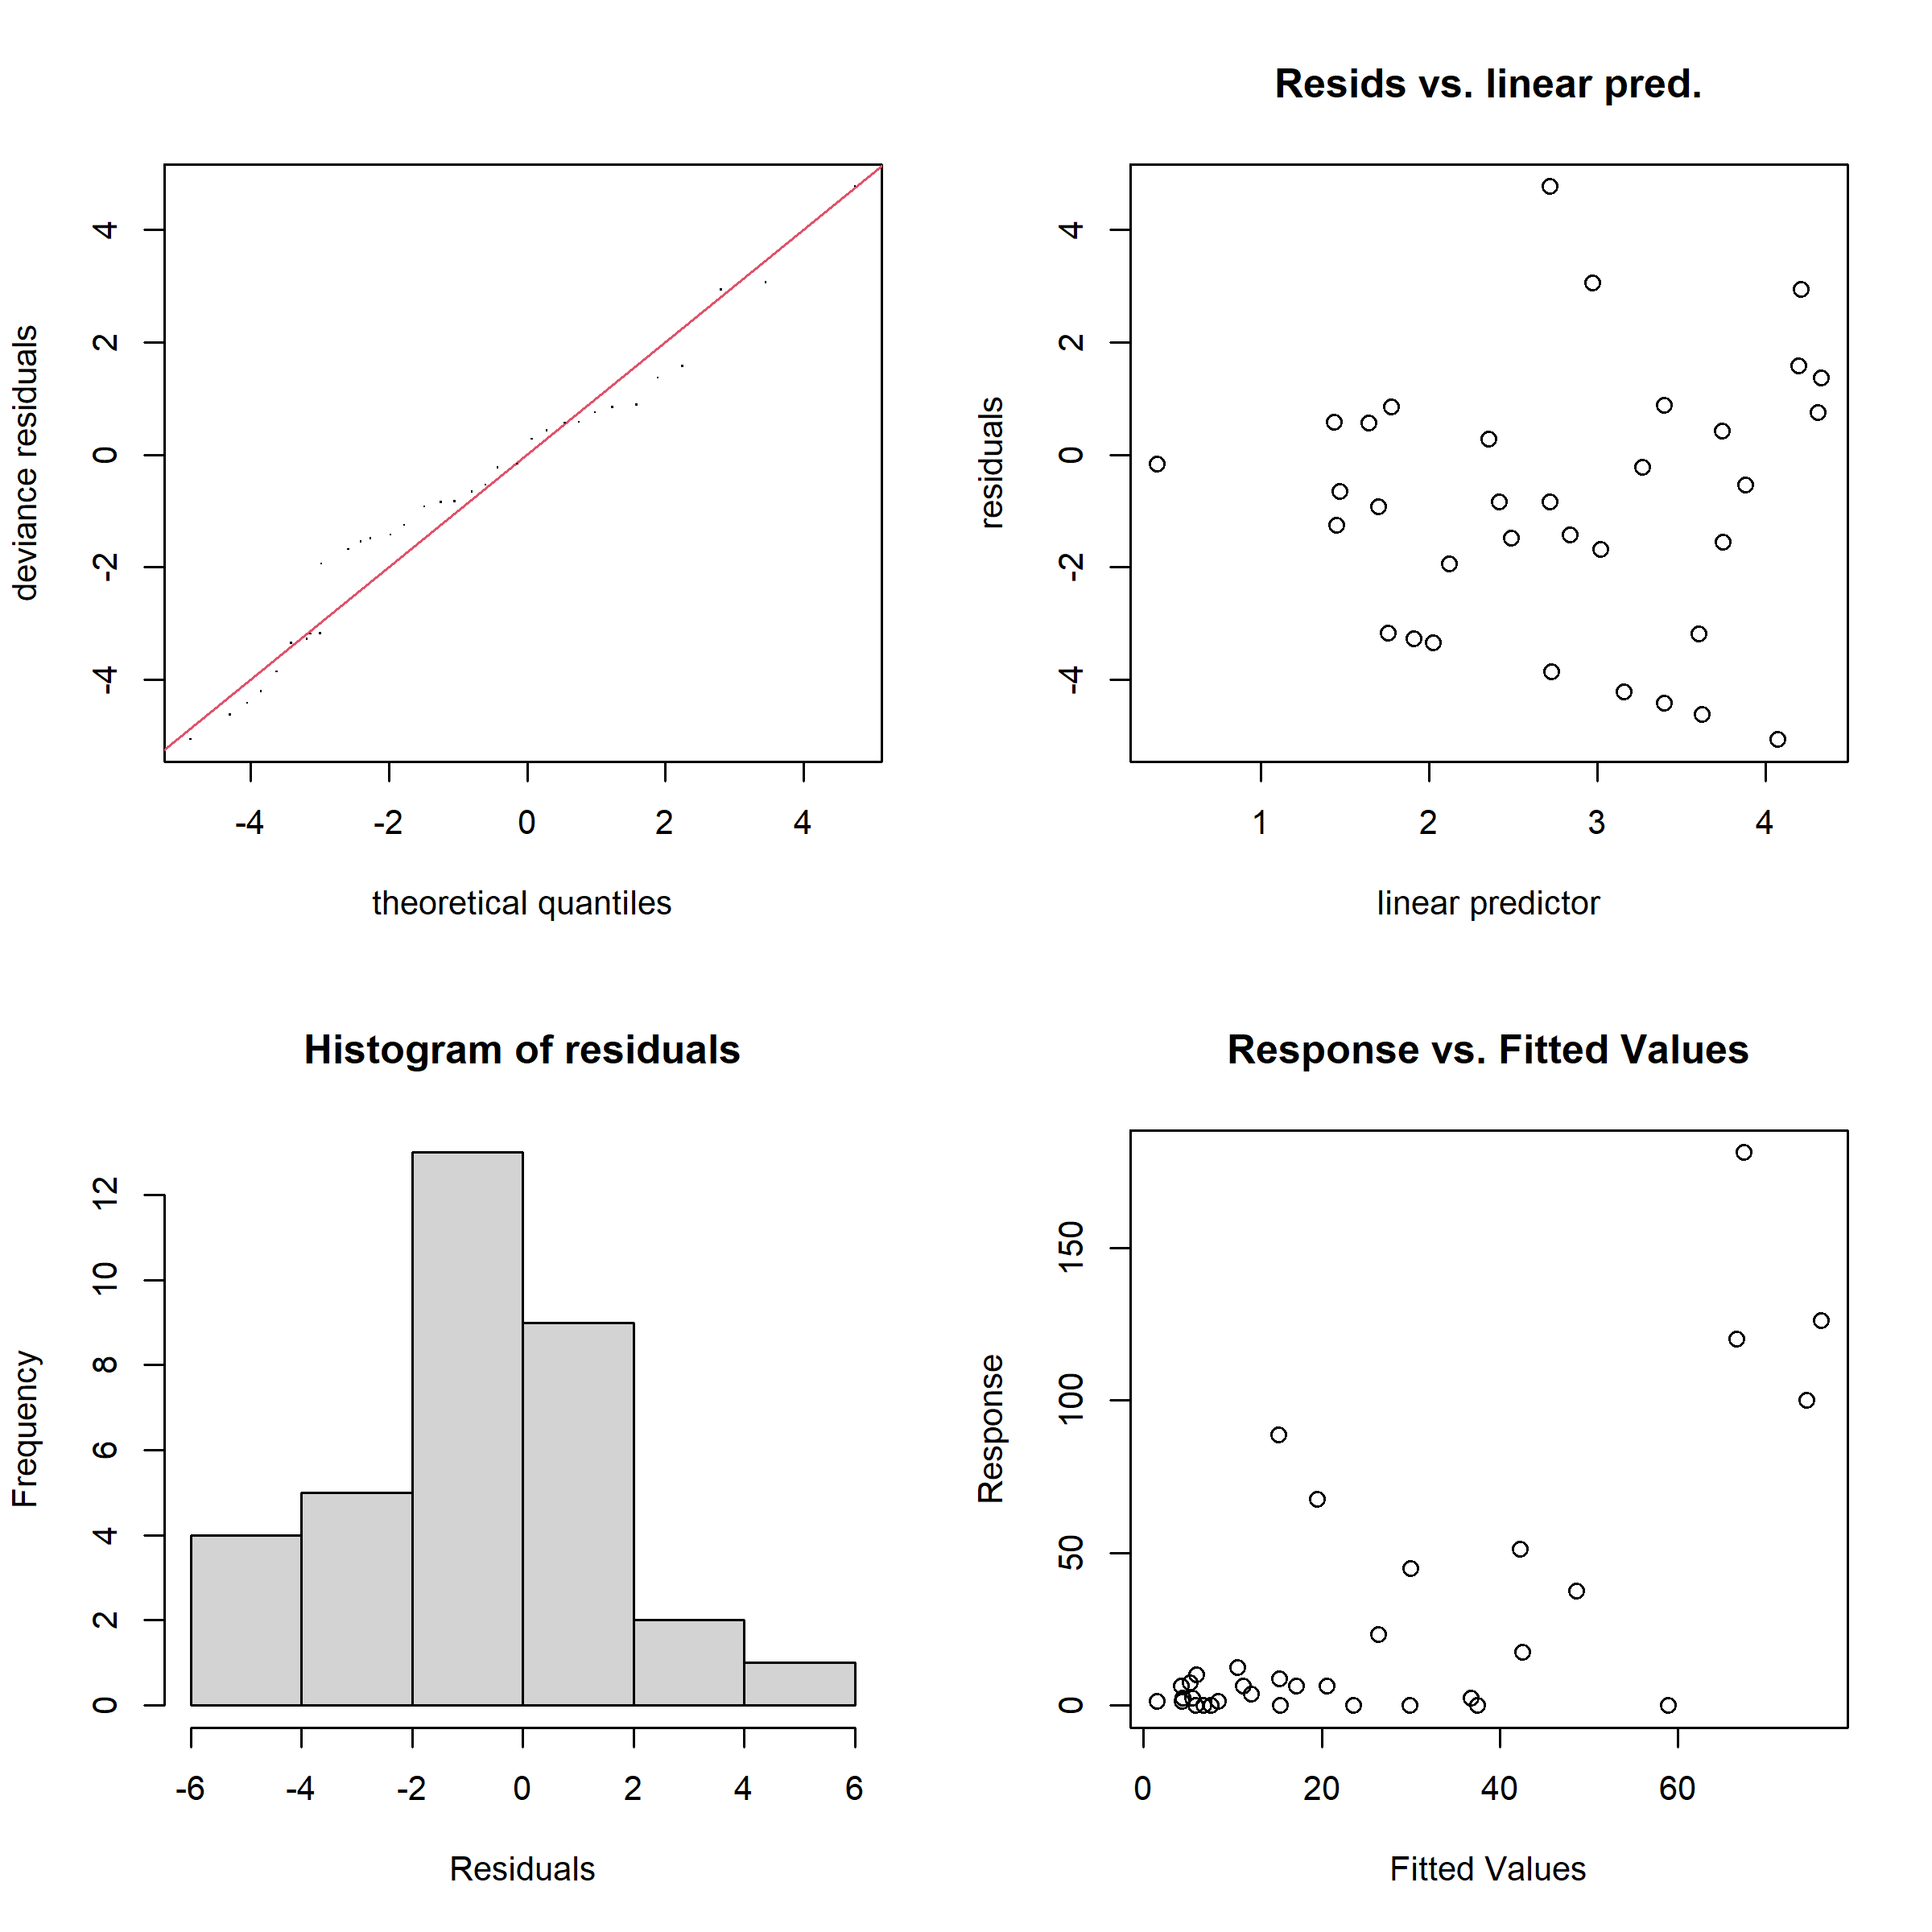 deviance residuals
4
2
0
-2
-4
-4 -2 0 2 4
theoretical quantiles
Resids vs. linear pred.
residuals
4
2
0
-2
-4
1 2 3 4
linear predictor
Histogram of residuals
Frequency
12
10
8
6
4
2
0
-6 -4 -2 0 2 4 6
Residuals
Response vs. Fitted Values
Response
150
100
50
0
0 20 40 60
Fitted Values